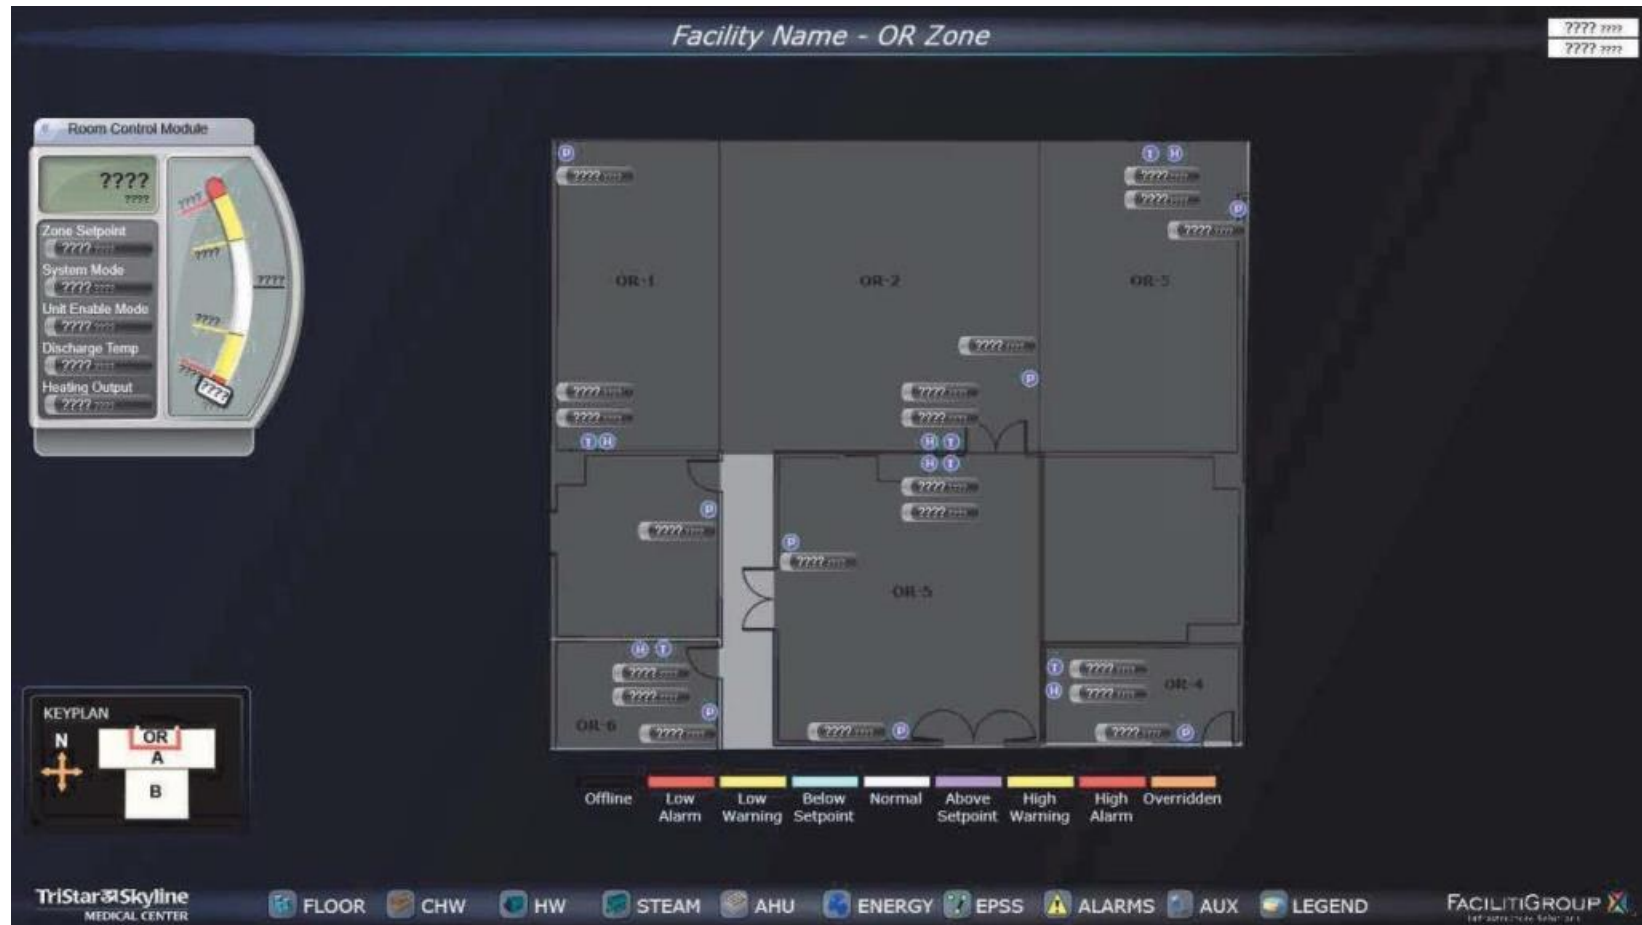 Facility Name - OR Zone
???? ????
???? ????
Room Control Module
????
????
Zone Setpoint
???? ????
System Mode
???? ????
Unit Enable Mode
???? ????
Discharge Temp
???? ????
Heating Output
???? ????
????
????
????
????
????
????
P
???? ????
T H
???? ????
???? ????
P
???? ????
OR-1
OR-2
???? ????
P
???? ????
???? ????
???? ????
???? ????
T H
H T
H T
???? ????
???? ????
P
???? ????
P
???? ????
OR-5
H T
???? ????
???? ????
P
OR-6
???? ????
???? ????
P
T
???? ????
H
???? ????
OR-4
???? ????
P
KEYPLAN
N
OR
A
B
Offline
Low Alarm
Low Warning
Below Setpoint
Normal
Above Setpoint
High Warning
High Alarm
Overridden
TriStar Skyline
MEDICAL CENTER
FLOOR CHW HW STEAM AHU ENERGY EPSS ALARMS AUX LEGEND
FACILITIGROUP
Infrastructure Solutions